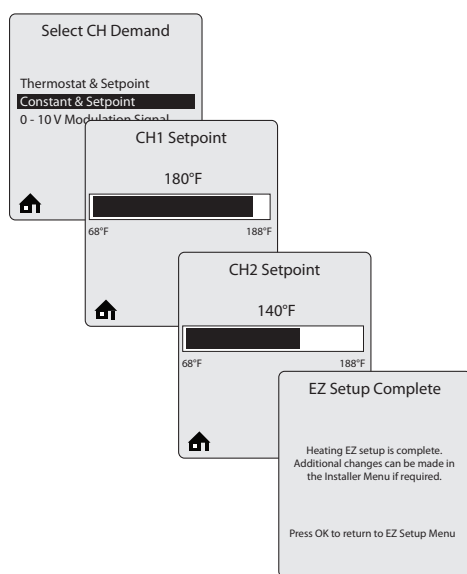 Select CH Demand
Thermostat & Setpoint
Constant & Setpoint
0 - 10 V Modulation Signal
CH1 Setpoint
180°F
68°F 188°F
CH2 Setpoint
140°F
68°F 188°F
EZ Setup Complete
Heating EZ setup is complete.
Additional changes can be made in
the Installer Menu if required.
Press OK to return to EZ Setup Menu